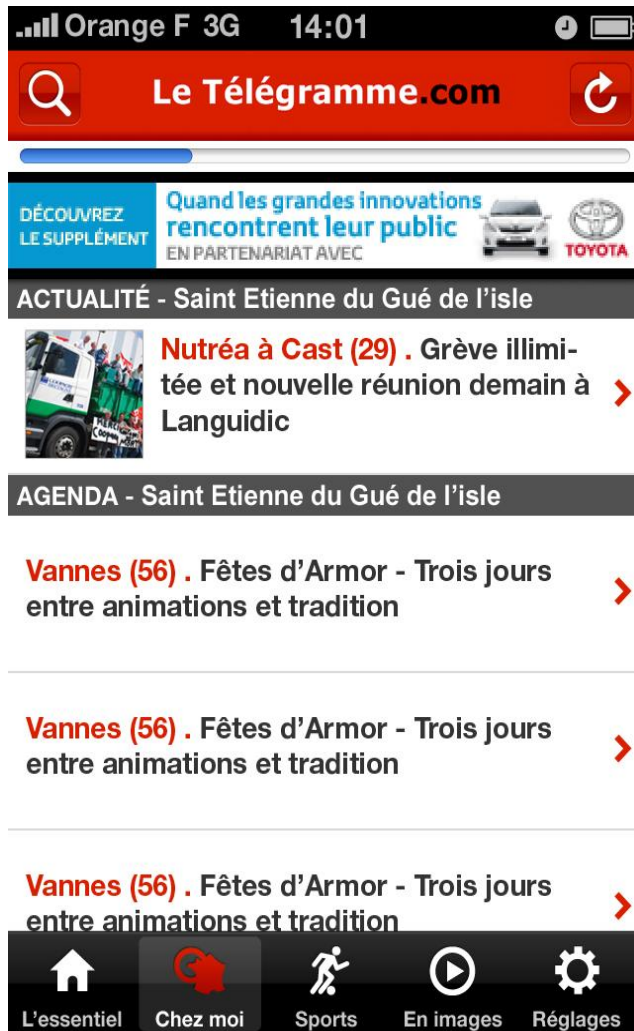 Orange F 3G 14:01
Le Télégramme.com
DÉCOUVREZ
LE SUPPLÉMENT
Quand les grandes innovations
rencontrent leur public
EN PARTENARIAT AVEC
TOYOTA
ACTUALITÉ - Saint Etienne du Gué de l'isle
Nutréa à Cast (29) . Grève illimi-
tée et nouvelle réunion demain à
Languidic
AGENDA - Saint Etienne du Gué de l'isle
Vannes (56) . Fêtes d'Armor - Trois jours
entre animations et tradition
Vannes (56) . Fêtes d'Armor - Trois jours
entre animations et tradition
Vannes (56) . Fêtes d'Armor - Trois jours
entre animations et tradition
L'essentiel Chez moi Sports En images Réglages